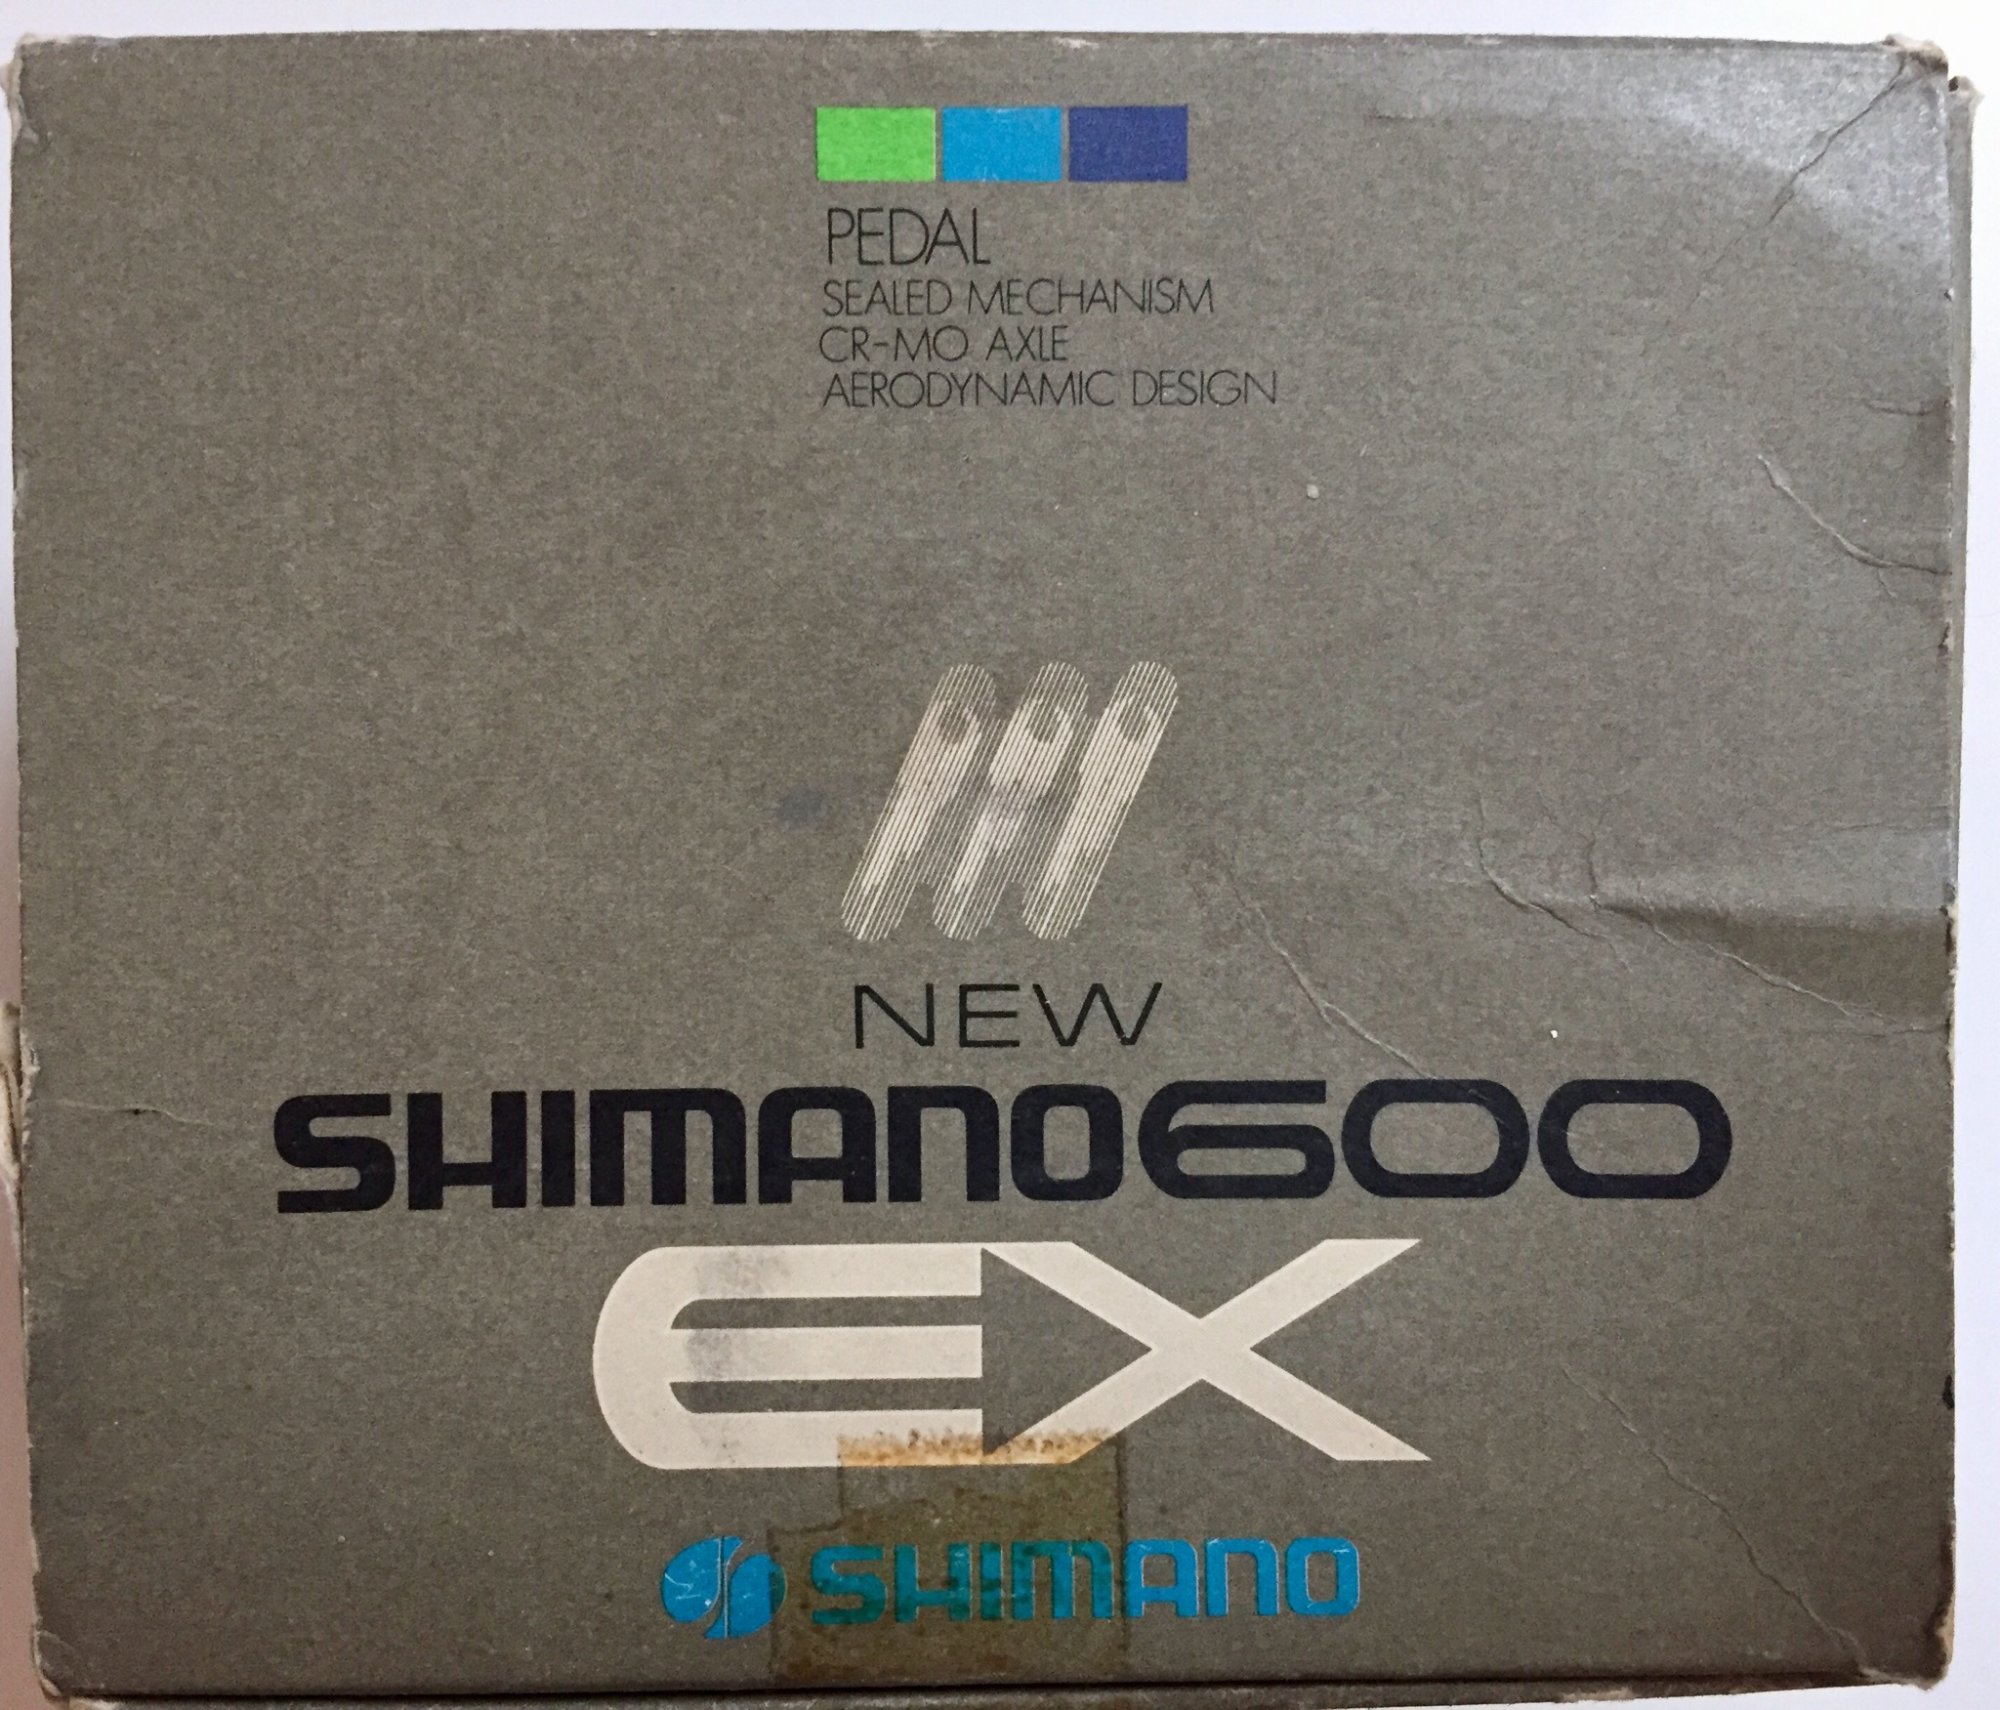 PEDAL
SEALED MECHANISM
CR-MO AXLE
AERODYNAMIC DESIGN
NEW
SHIMANO600
EX
SHIMANO